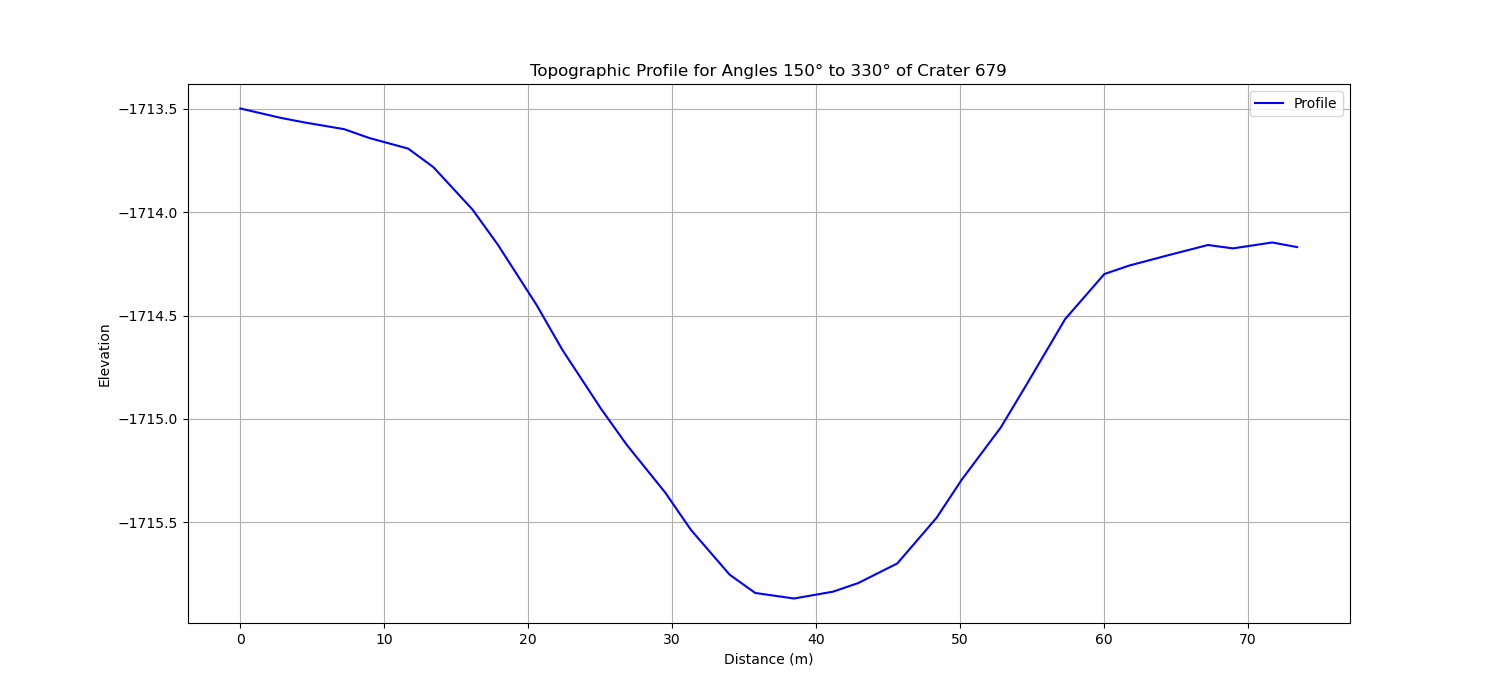 Topographic Profile for Angles 150° to 330° of Crater 679
Profile
Elevation
−1713.5
−1714.0
−1714.5
−1715.0
−1715.5
0 10 20 30 40 50 60 70
Distance (m)